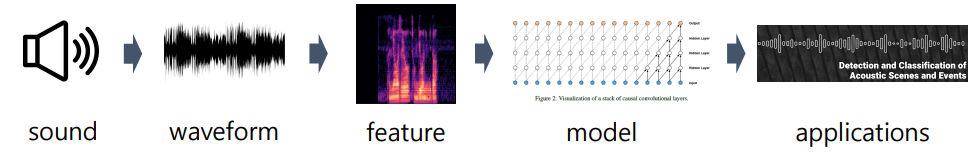 Output
Hidden Layer
Hidden Layer
Hidden Layer
Input
Figure 2: Visualization of a stack of causal convolutional layers.
Detection and Classification of
Acoustic Scenes and Events
sound
waveform
feature
model
applications